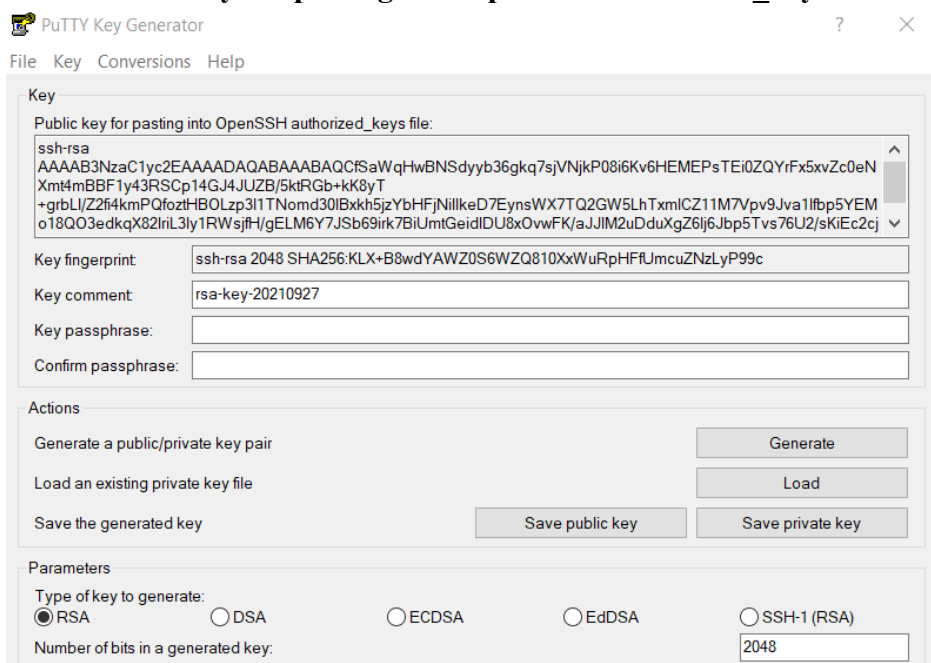 PuTTY Key Generator
File Key Conversions Help
Key
Public key for pasting into OpenSSH authorized_keys file:
ssh-rsa
AAAAB3NzaC1yc2EAAAADAQABAAABAQCfSaWqHwBNSdyyb36gkq7sjVNjkP08i6Kv6HEMEPsTEi0ZQYrFx5xvZc0eN
Xmt4mBBF1y43RSCp14GJ4JUZB/5ktRGb+kK8yT
+grbLl/Z2fi4kmPQfoztHBOLzp3l1TNomd30lBxkh5jzYbHFjNillkeD7EynsWX7TQ2GW5LhTxmlCZ11M7Vpv9Jva1lfbp5YEM
o18QO3edkqX82lriL3ly1RWsjfH/gELM6Y7JSb69irk7BiUmtGeidlDU8xOvwFK/aJJlM2uDduXgZ6lj6Jbp5Tvs76U2/sKiEc2cj
Key fingerprint: ssh-rsa 2048 SHA256:KLX+B8wdYAWZ0S6WZQ810XxWuRpHFfUmcuZNzLyP99c
Key comment: rsa-key-20210927
Key passphrase:
Confirm passphrase:
Actions
Generate a public/private key pair Generate
Load an existing private key file Load
Save the generated key Save public key Save private key
Parameters
Type of key to generate:
RSA DSA ECDSA EdDSA SSH-1 (RSA)
Number of bits in a generated key: 2048